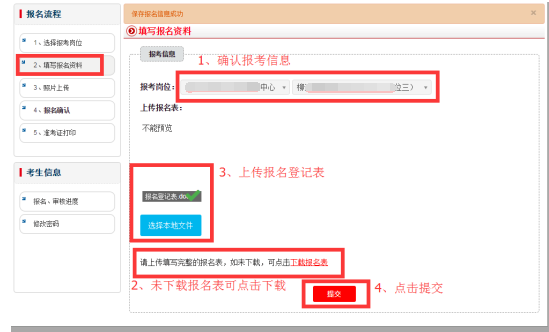 报名流程
1、选择报考岗位
2、填写报名资料
3、照片上传
4、报名确认
5、准考证打印
考生信息
报名、审核进度
修改密码
保存报名信息成功
×
填写报名资料
报考信息
1、确认报考信息
报考岗位：
中心
位三）
上传报名表：
不能预览
3、上传报名登记表
报名登记表.doc
选择本地文件
请上传填写完整的报名表，如未下载，可点击下载报名表
2、未下载报名表可点击下载
提交
4、点击提交